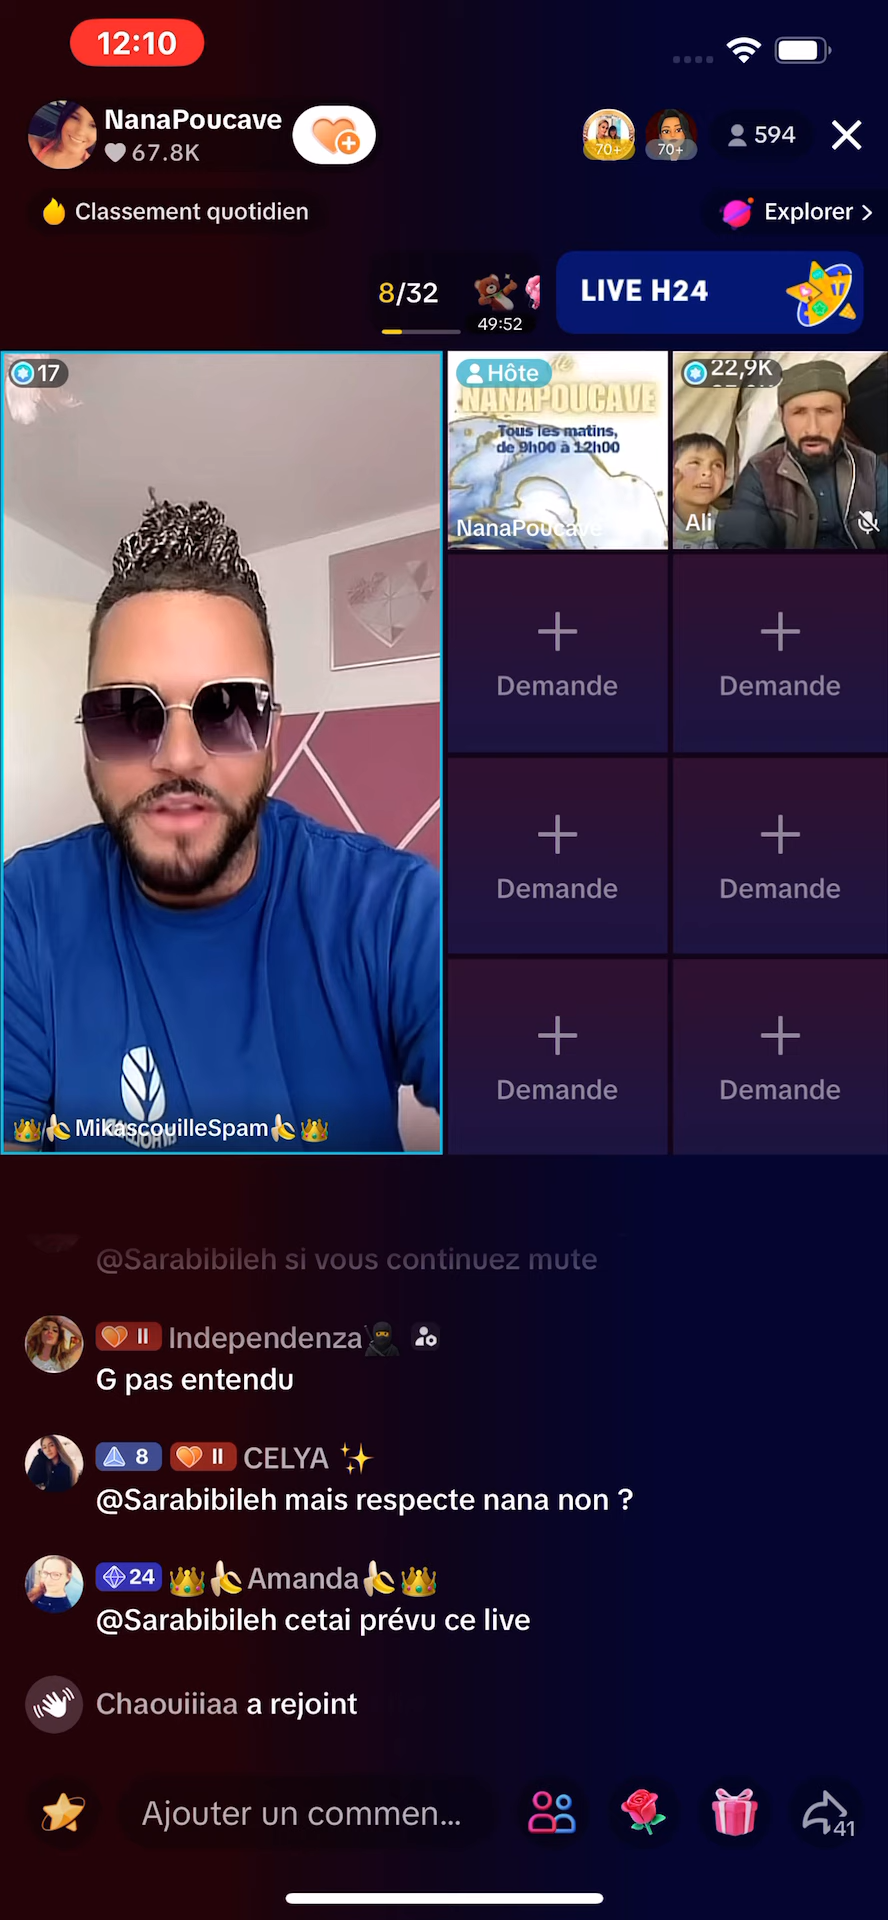 12:10
NanaPoucave
67.8K
70+
70+
594
Classement quotidien
Explorer >
8/32
49:52
LIVE H24
17
Hôte
NANAPOUCAVE
Tous les matins,
de 9h00 à 12h00
NanaPoucave
22,9K
Ali
Demande
Demande
Demande
Demande
Demande
Demande
👑🍌MikascouilleSpam🍌👑
@Sarabibileh si vous continuez mute
II Independenza🥷
G pas entendu
8 II CELYA ✨
@Sarabibileh mais respecte nana non ?
24 👑🍌Amanda🍌👑
@Sarabibileh cetai prévu ce live
Chaouiiiaa a rejoint
Ajouter un commen...
41